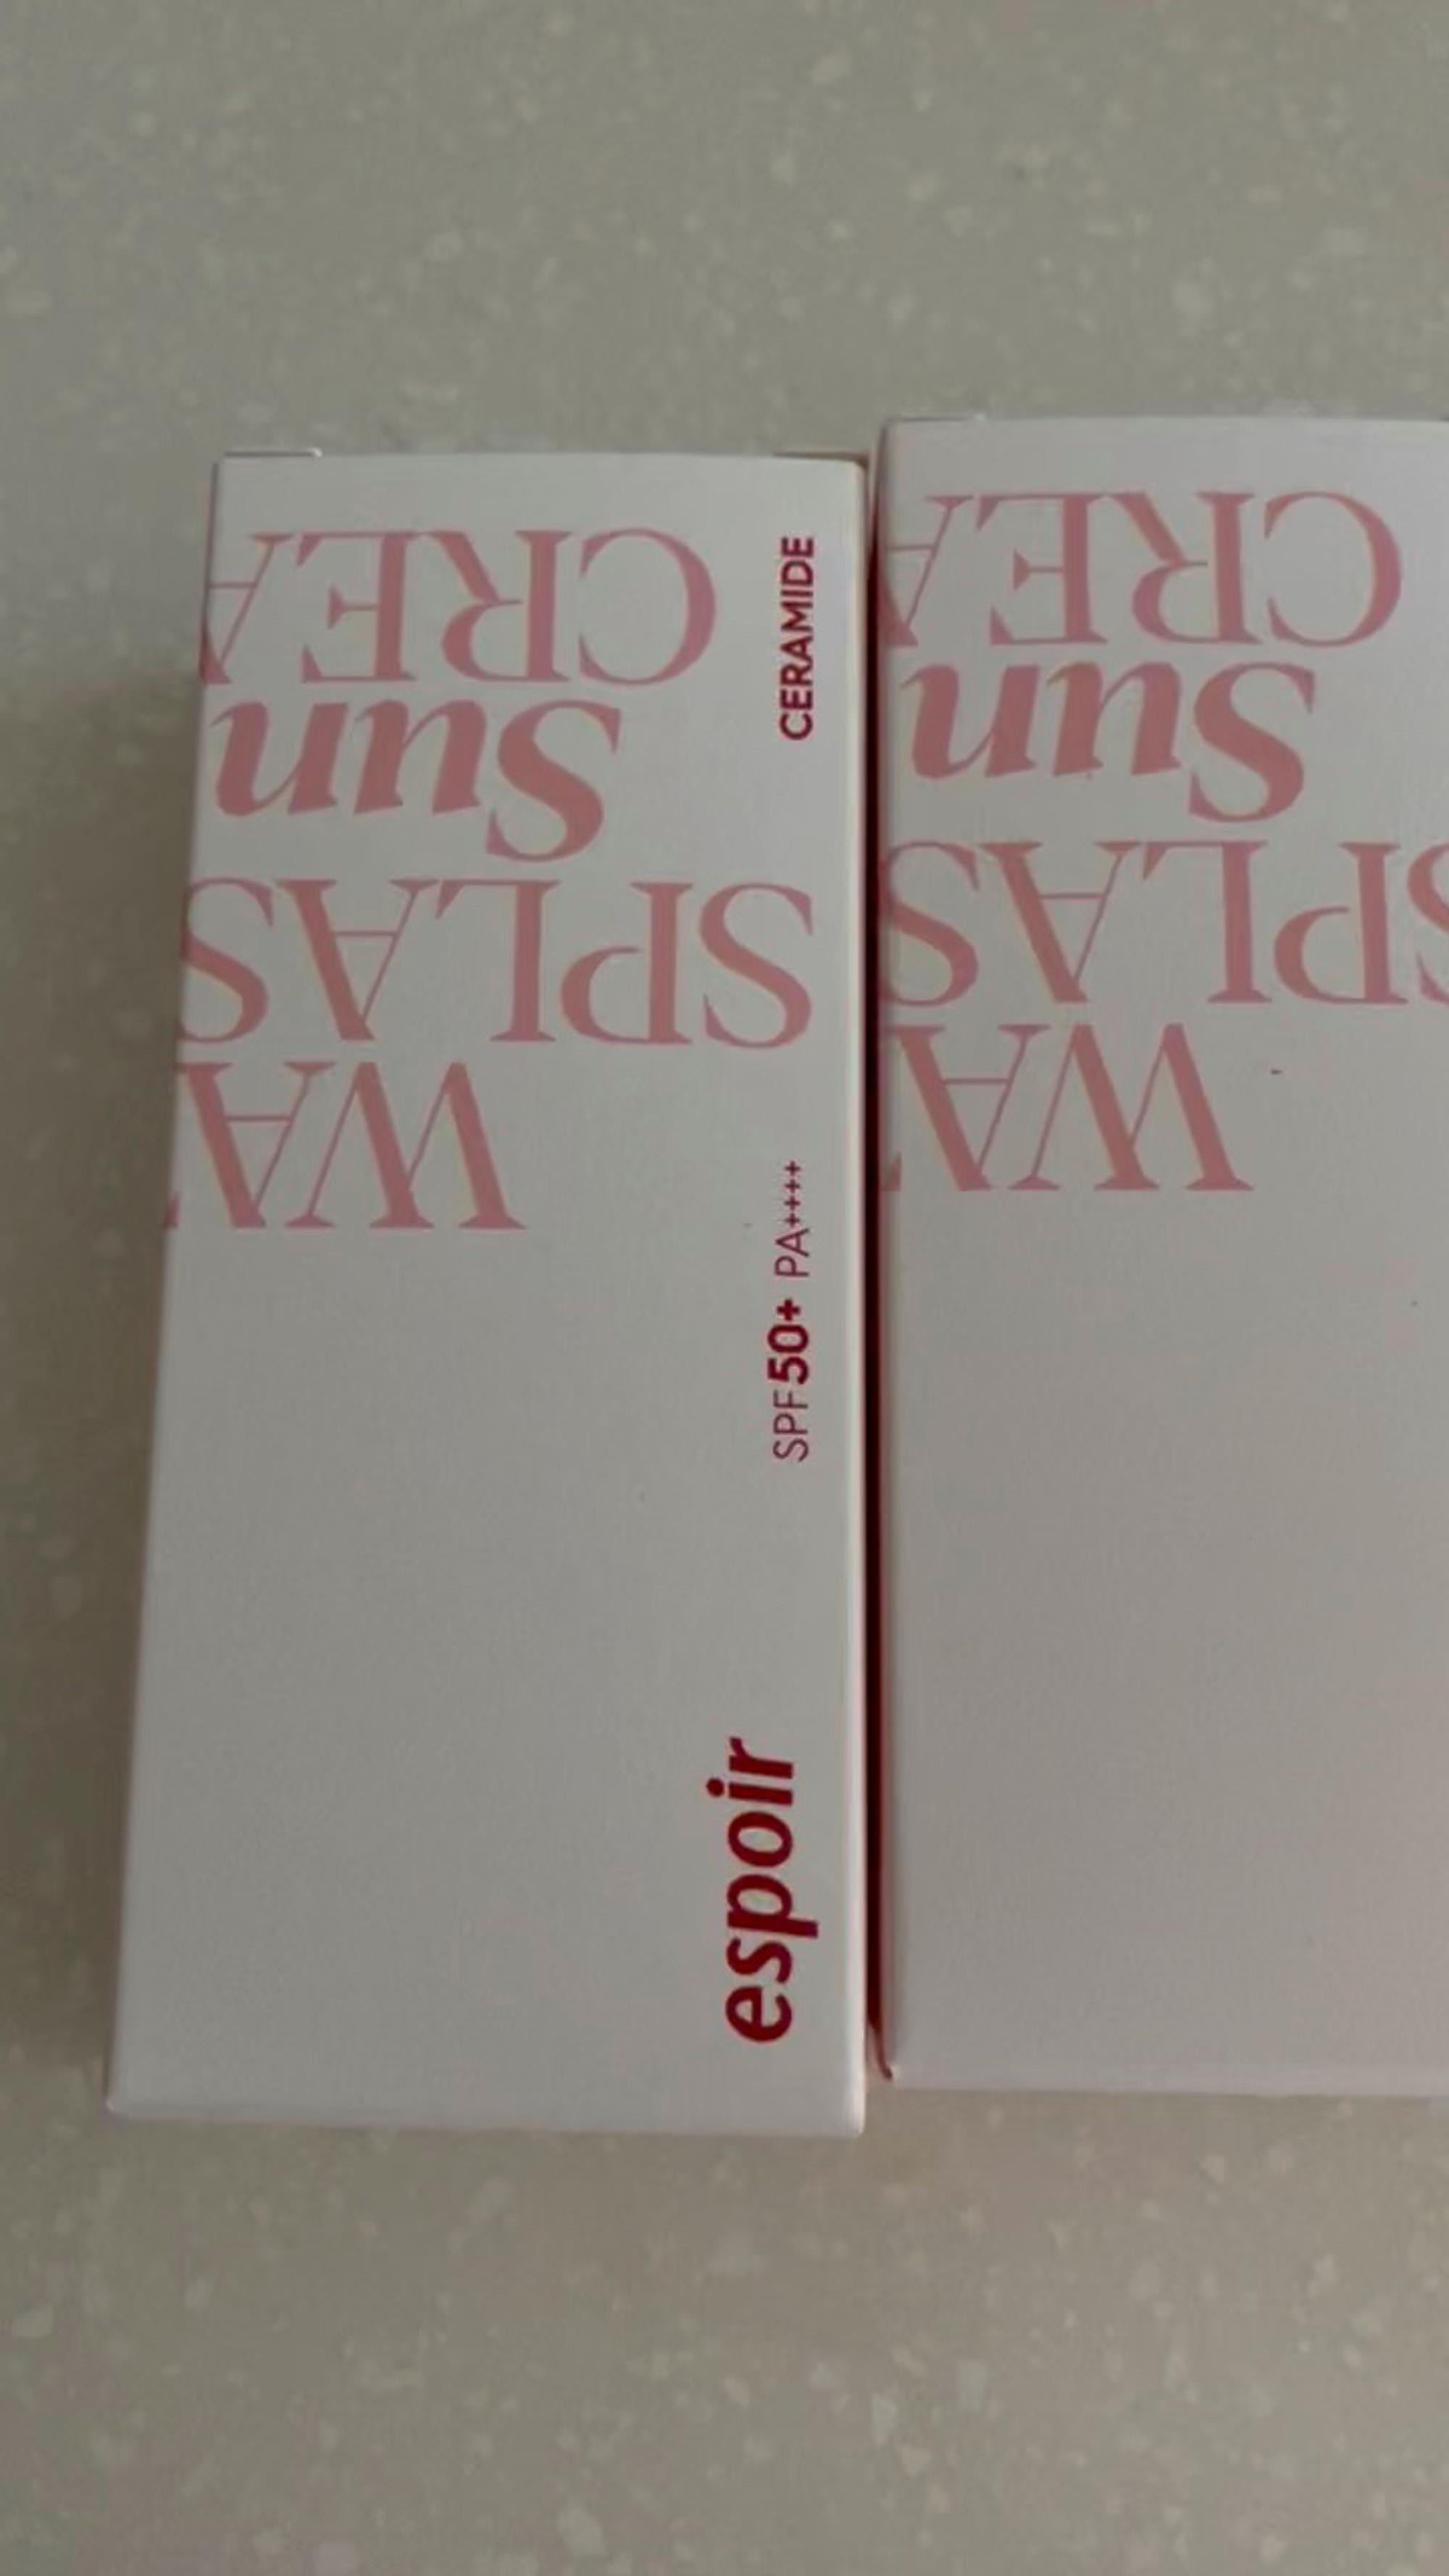 WA
SPLAS
Sun
CREA
CERAMIDE
SPF50+ PA++++
espoir
WA
SPLAS
Sun
CREA